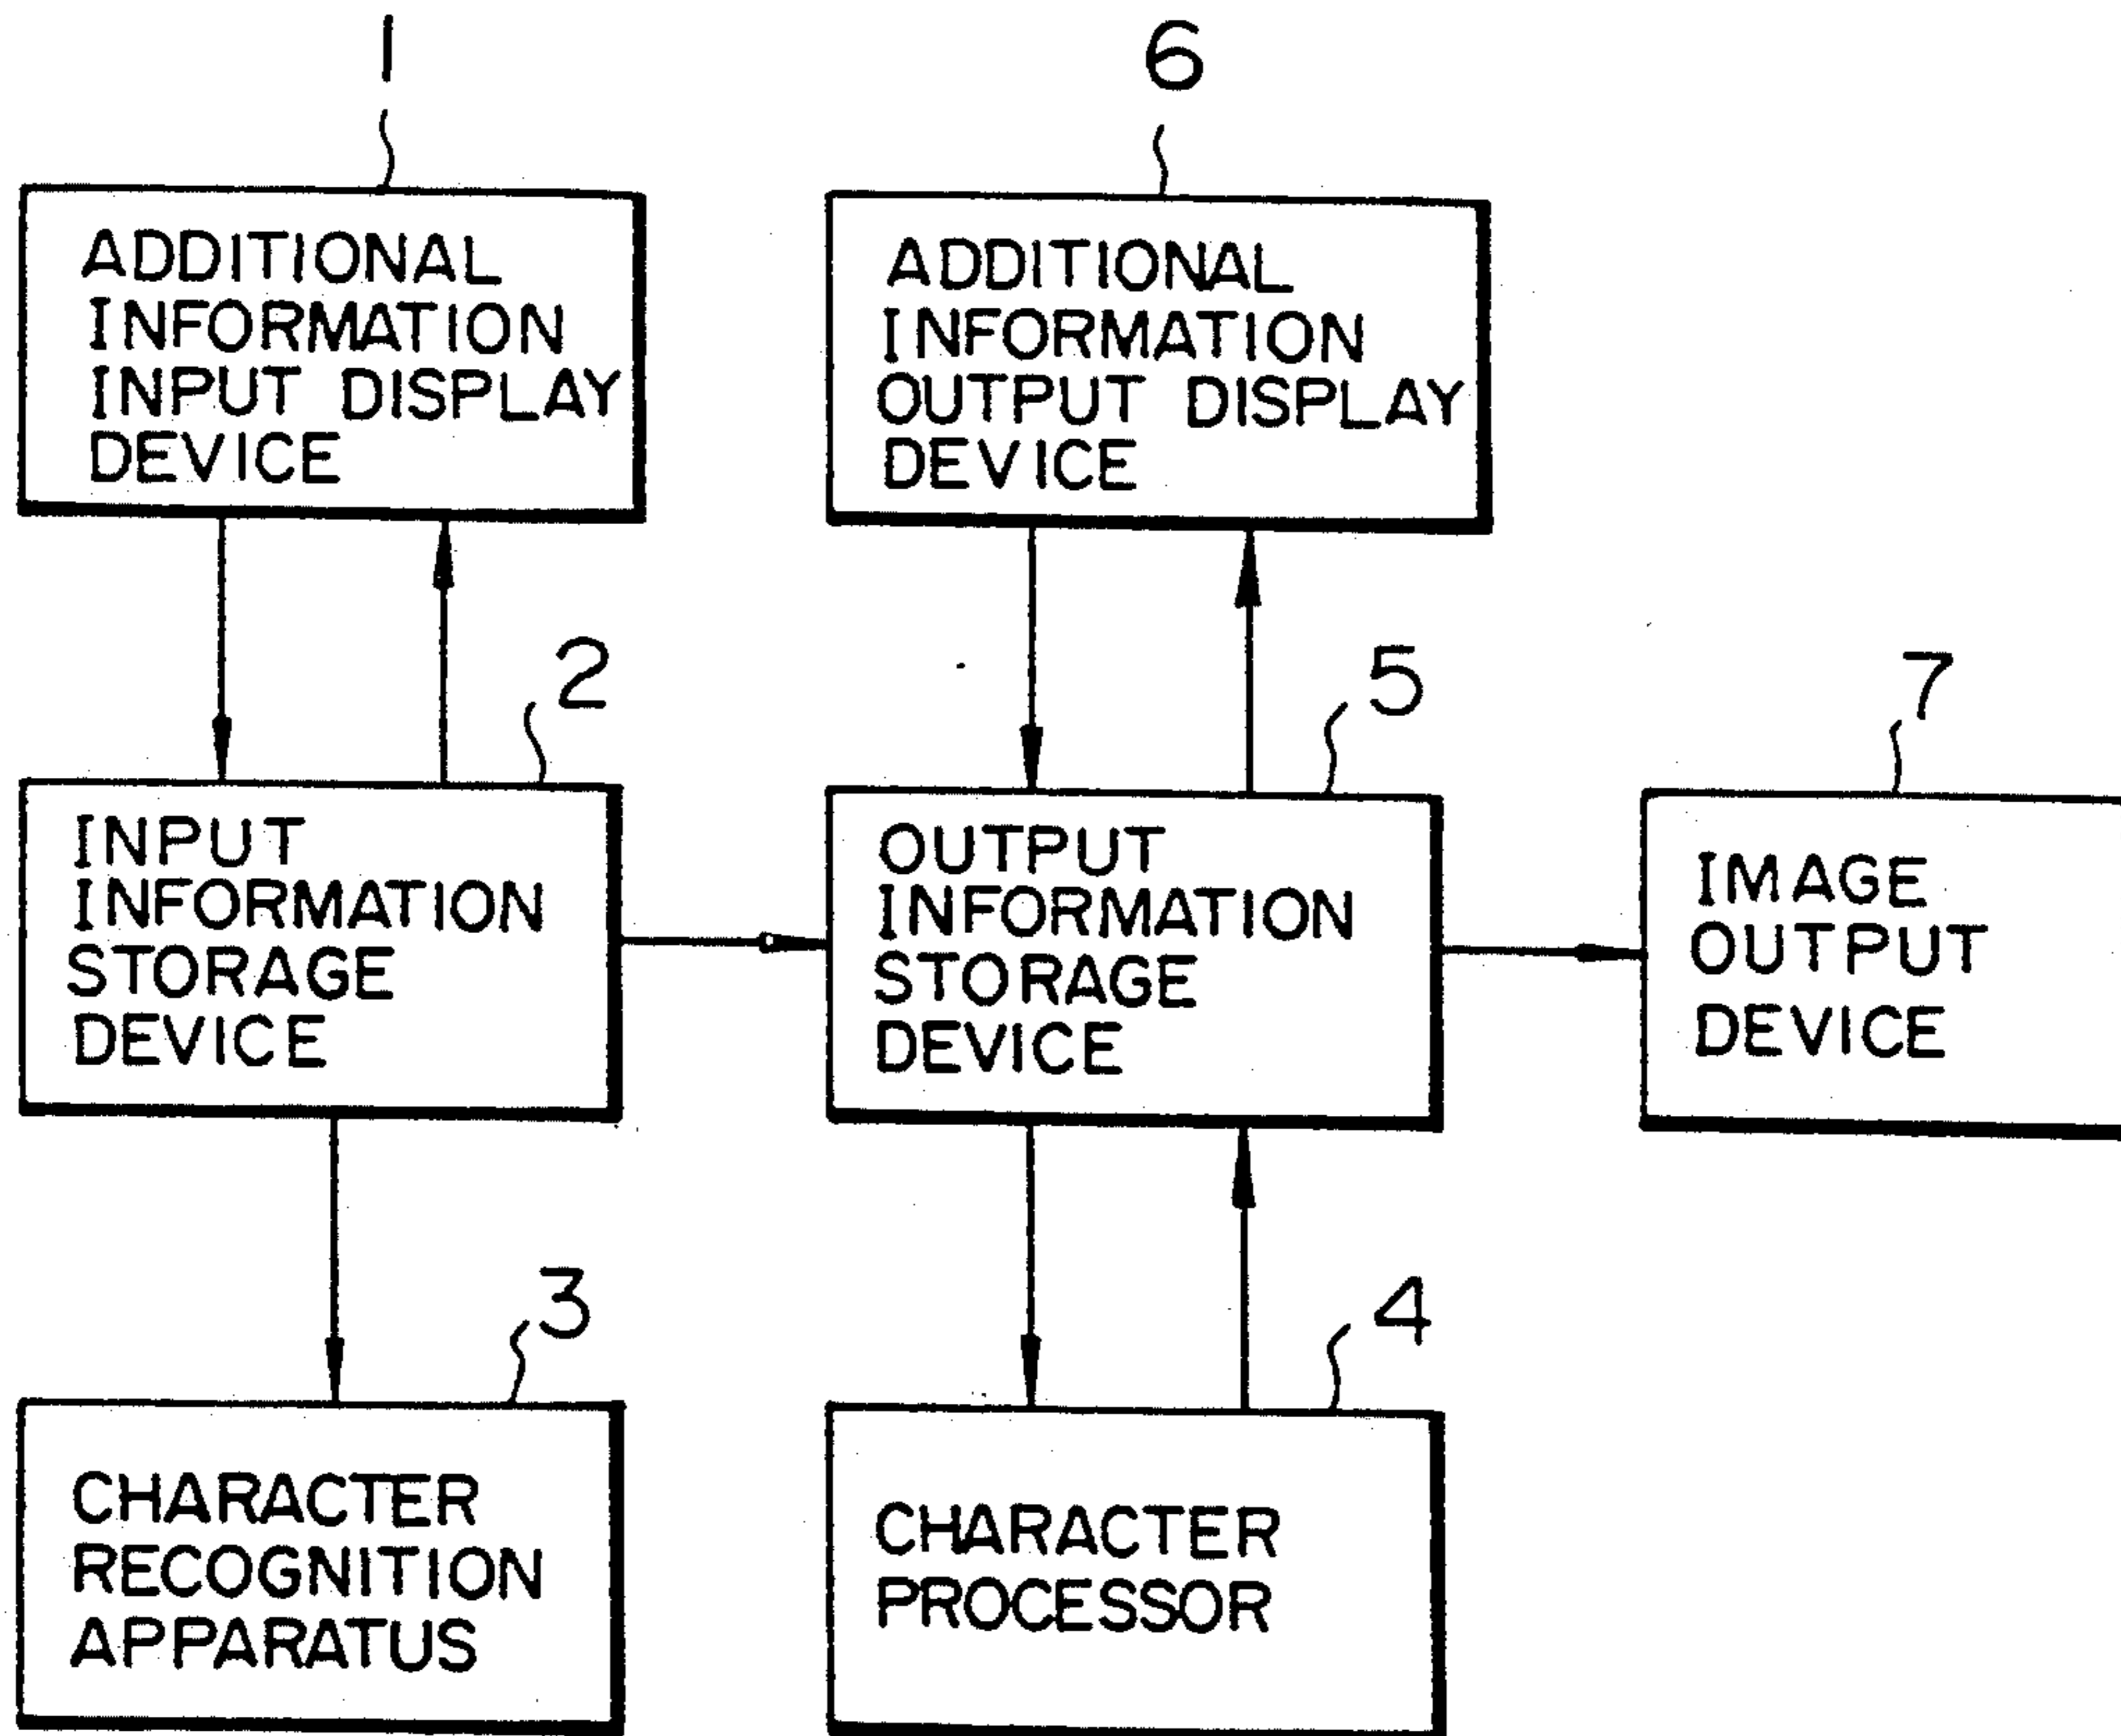 1
ADDITIONAL
INFORMATION
INPUT DISPLAY
DEVICE
6
ADDITIONAL
INFORMATION
OUTPUT DISPLAY
DEVICE
2
INPUT
INFORMATION
STORAGE
DEVICE
5
OUTPUT
INFORMATION
STORAGE
DEVICE
7
IMAGE
OUTPUT
DEVICE
3
CHARACTER
RECOGNITION
APPARATUS
4
CHARACTER
PROCESSOR